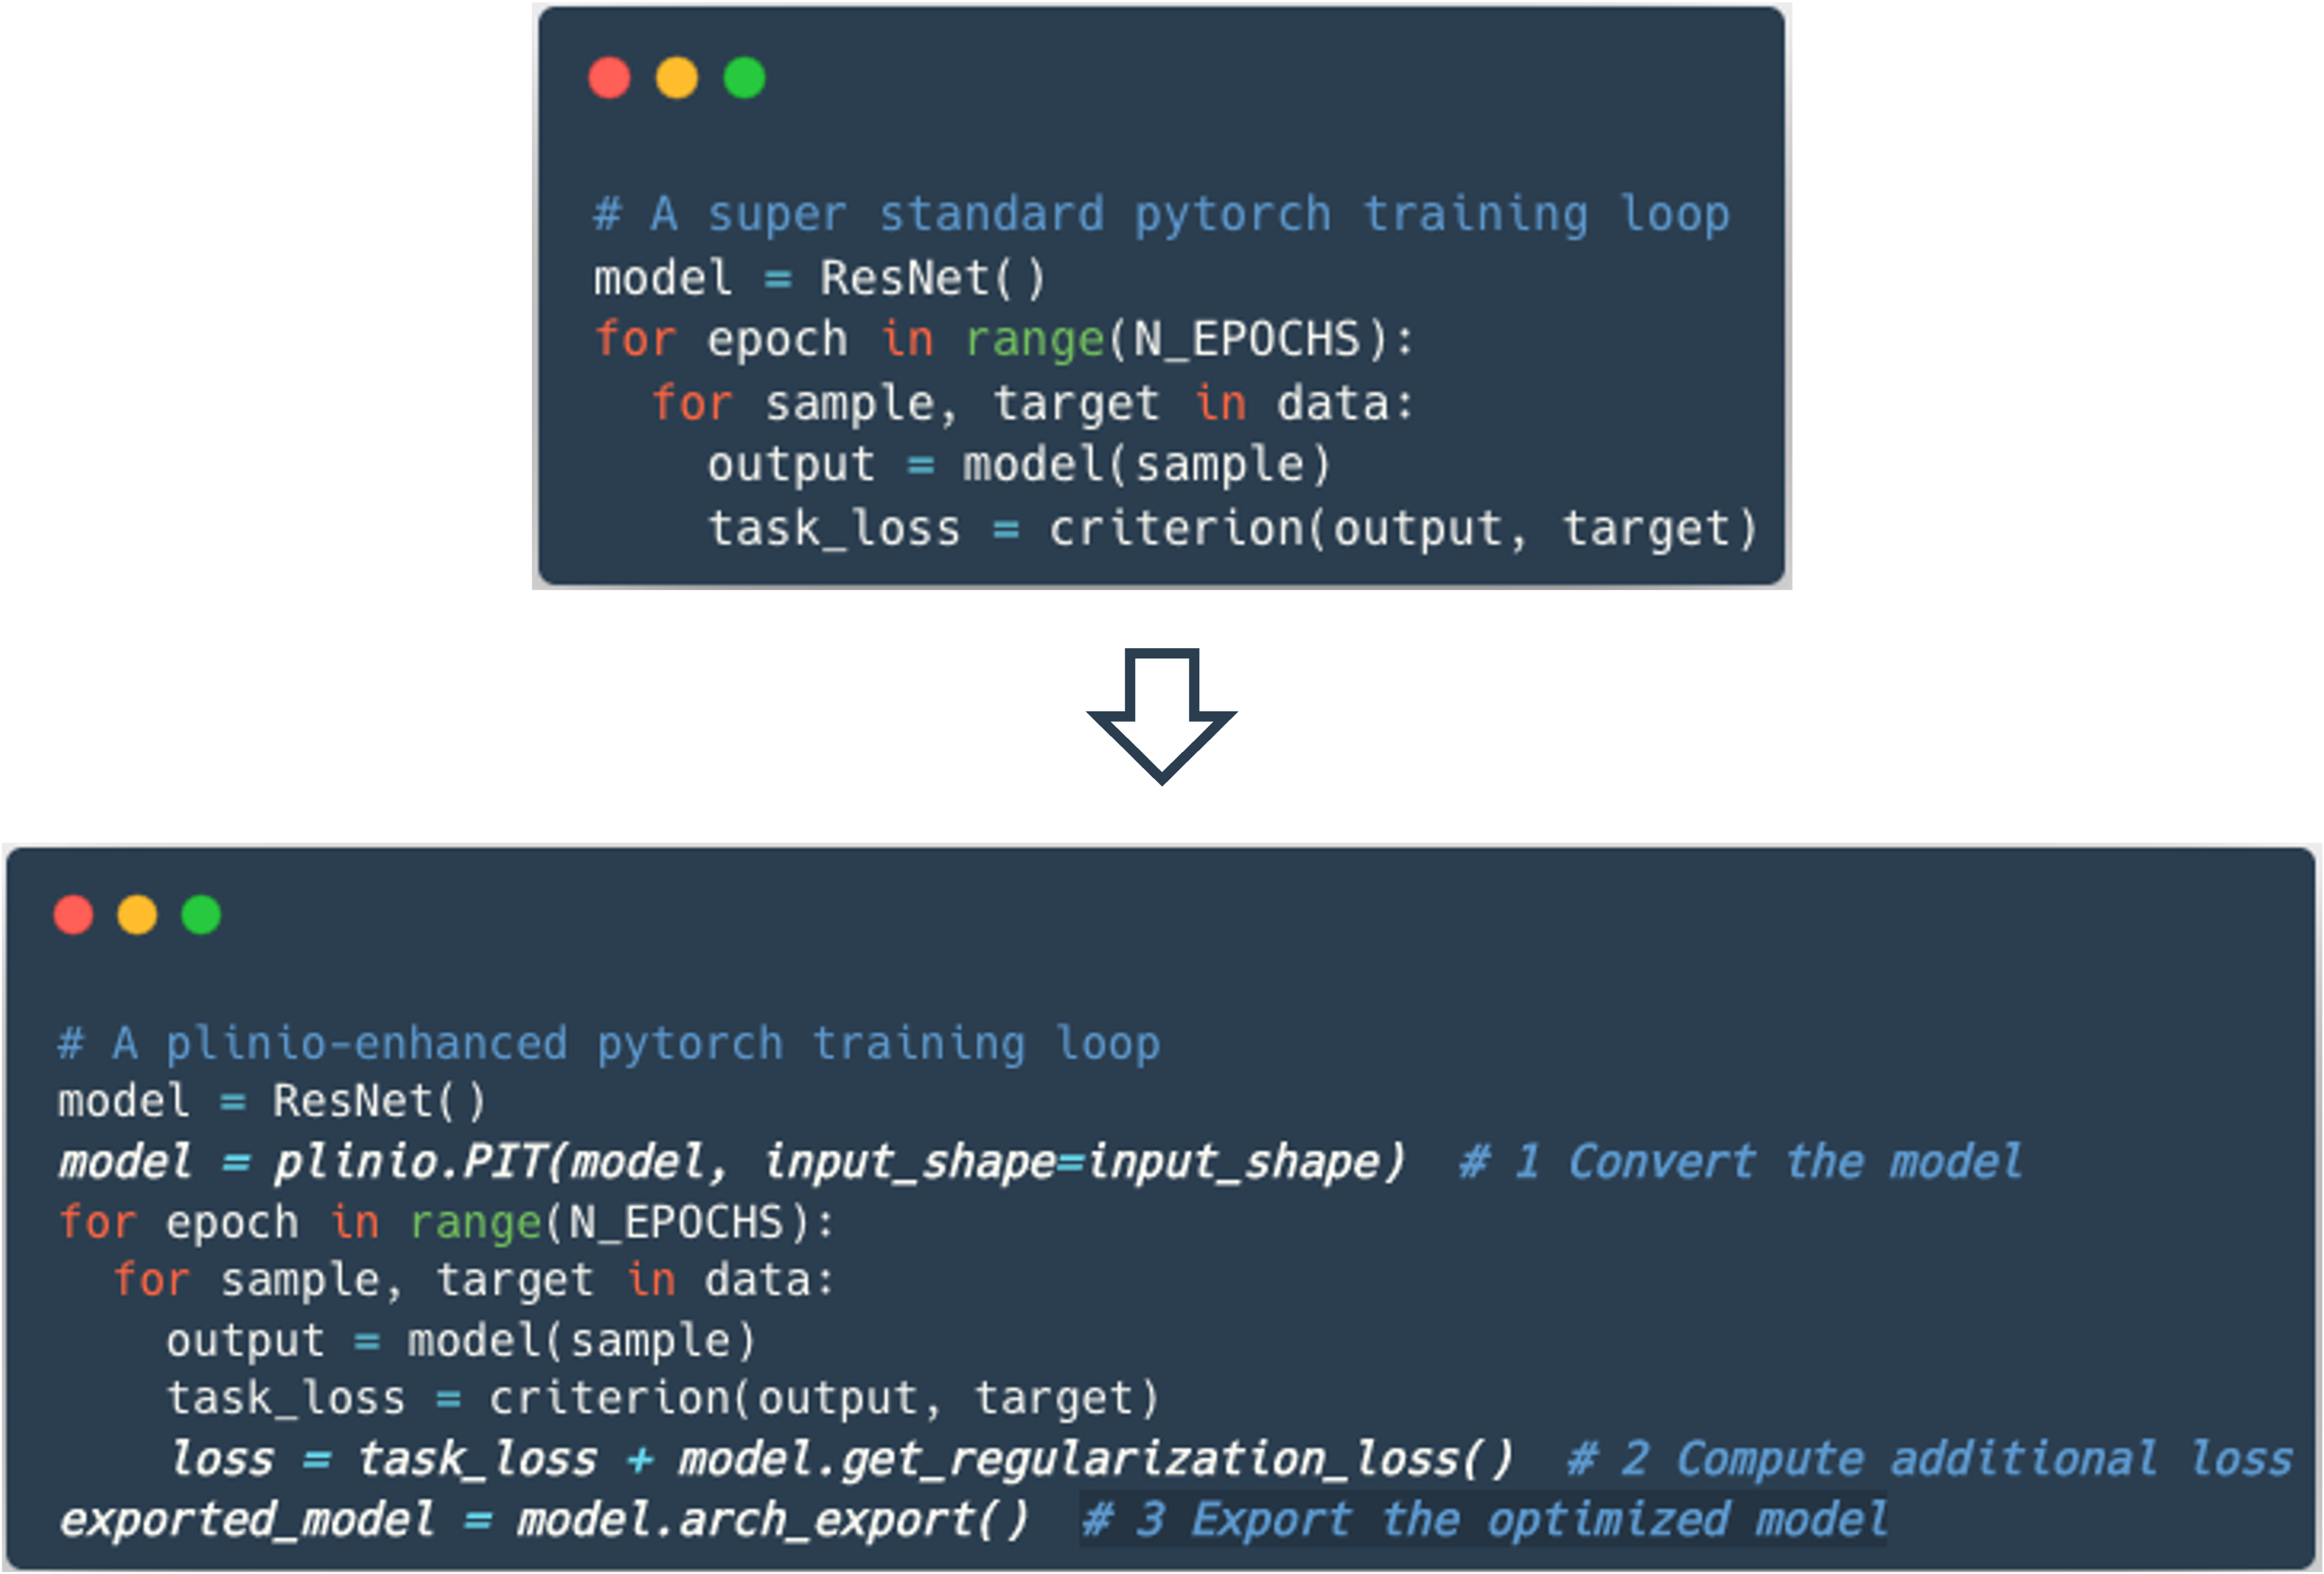 # A super standard pytorch training loop
model = ResNet()
for epoch in range(N_EPOCHS):
  for sample, target in data:
    output = model(sample)
    task_loss = criterion(output, target)
# A plinio-enhanced pytorch training loop
model = ResNet()
model = plinio.PIT(model, input_shape=input_shape)  # 1 Convert the model
for epoch in range(N_EPOCHS):
  for sample, target in data:
    output = model(sample)
    task_loss = criterion(output, target)
    loss = task_loss + model.get_regularization_loss()  # 2 Compute additional loss
exported_model = model.arch_export()  # 3 Export the optimized model